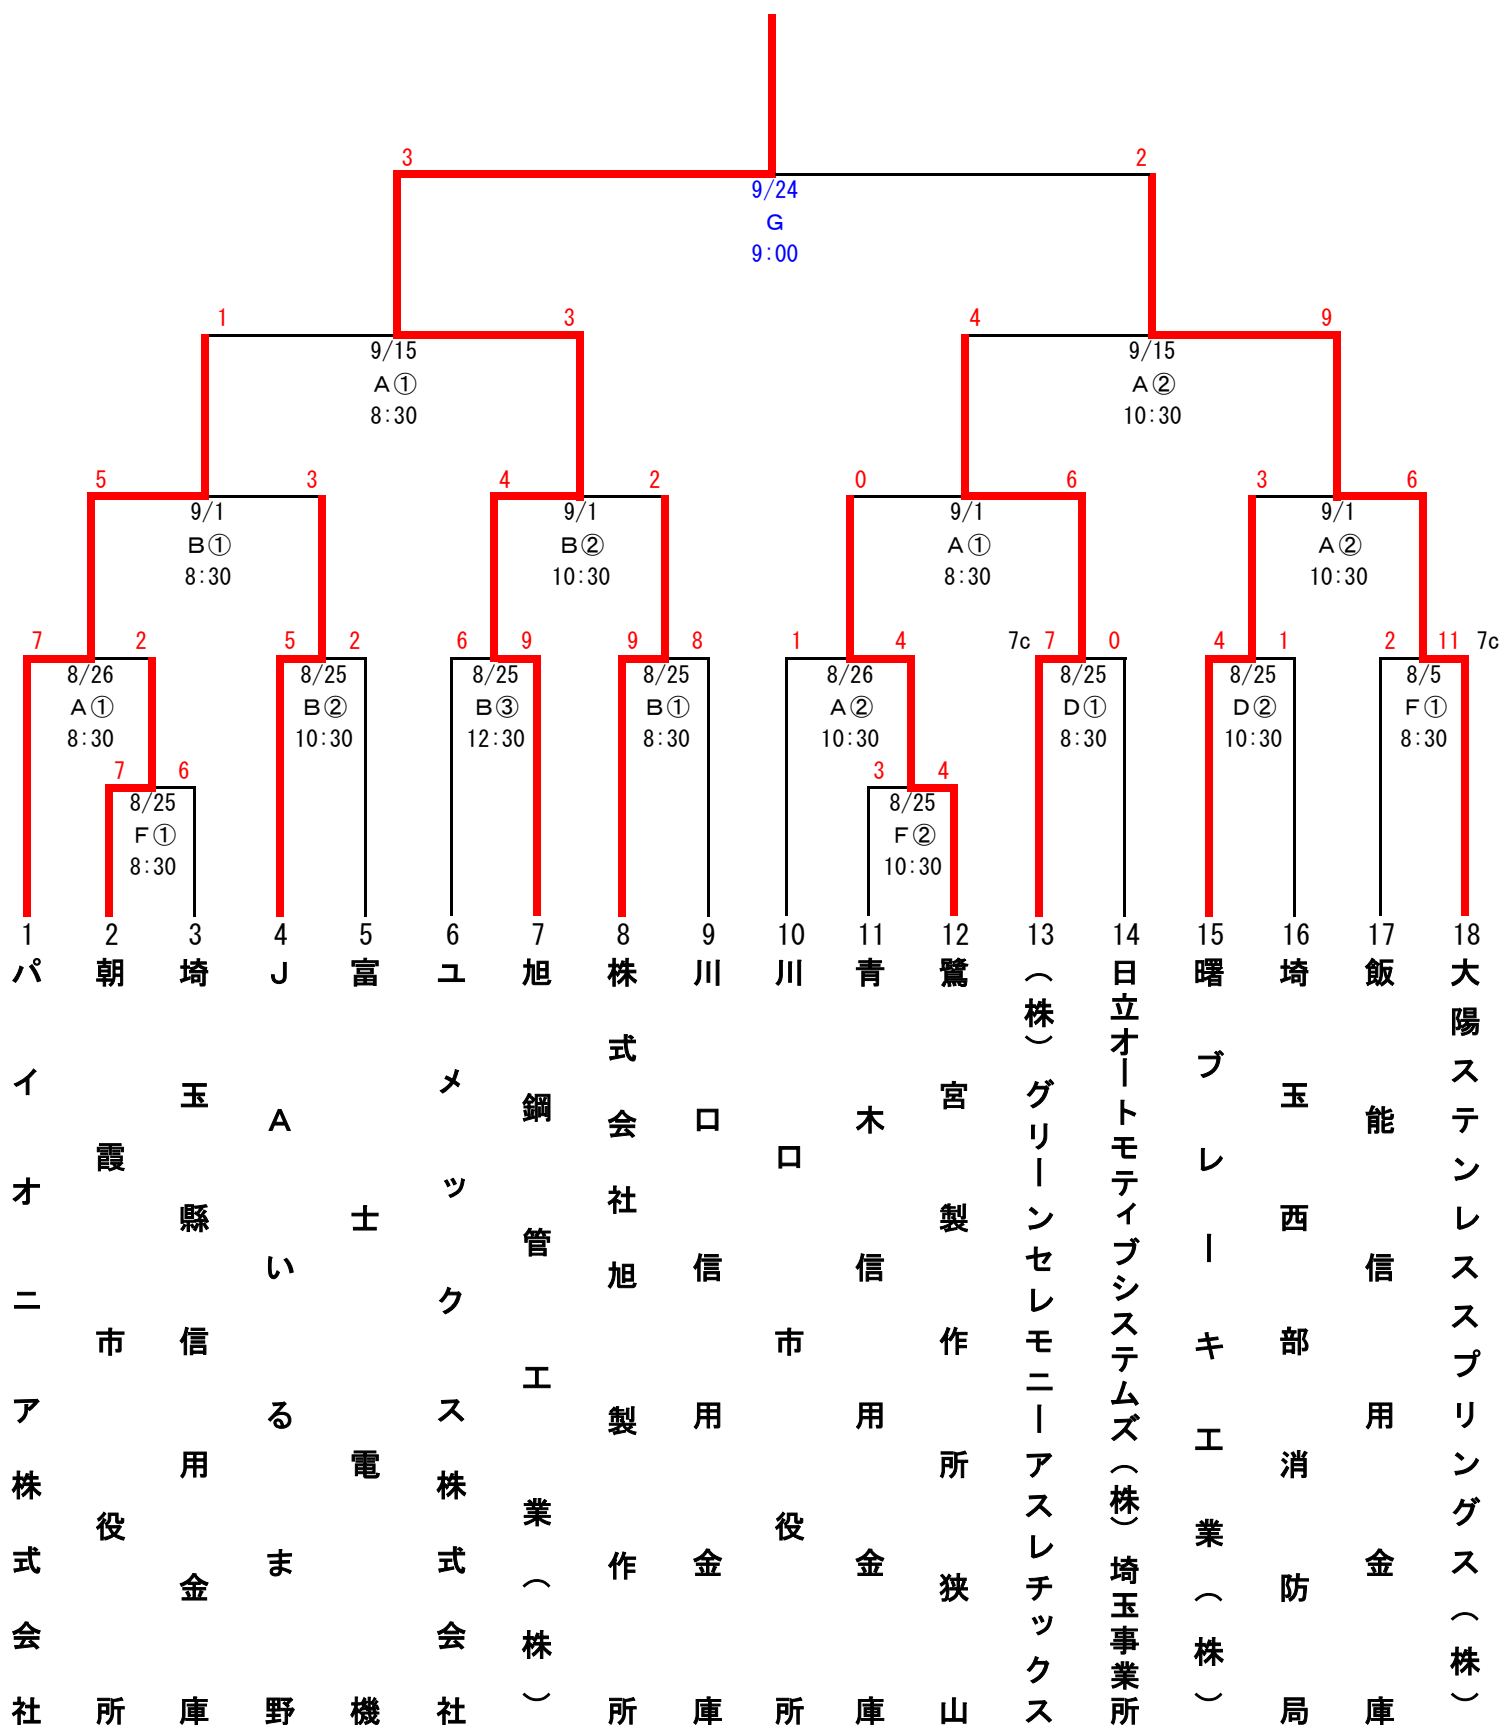 3 2
9/24
G
9:00
1 3 4 9
9/15 9/15
A① A②
8:30 10:30
5 3 4 2 0 6 3 6
9/1 9/1 9/1 9/1
B① B② A① A②
8:30 10:30 8:30 10:30
7 2 5 2 6 9 9 8 1 4 7c 7 0 4 1 2 11 7c
8/26 8/25 8/25 8/25 8/26 8/25 8/25 8/5
A① B② B③ B① A② D① D② F①
8:30 10:30 12:30 8:30 10:30 8:30 10:30 8:30
7 6 3 4
8/25 8/25
F① F②
8:30 10:30
1 2 3 4 5 6 7 8 9 10 11 12 13 14 15 16 17 18
パイオニア株式会社
朝霞市役所
埼玉縣信用金庫
JAいるま野
富士電機
ユメックス株式会社
旭鋼管工業(株)
株式会社旭製作所
川口信用金庫
川口市役所
青木信用金庫
鷺宮製作所狭山
(株)グリーンセレモニーアスレチックス
日立オートモティブシステムズ(株)埼玉事業所
曙ブレーキ工業(株)
埼玉西部消防局
飯能信用金庫
大陽ステンレススプリングス(株)